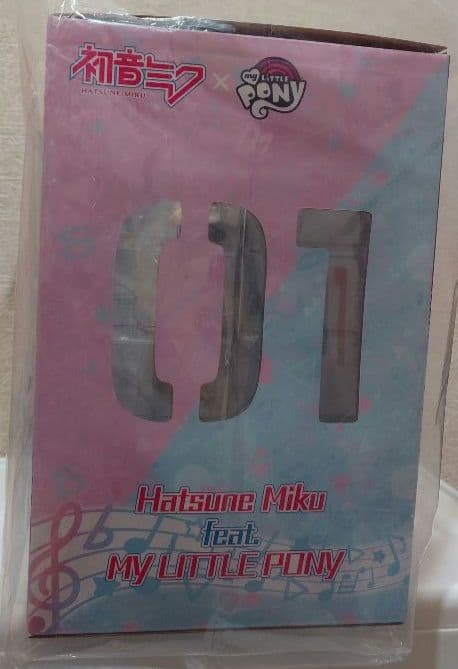 初音ミク
HATSUNE MIKU
×
my LITTLE
PONY
01
Hatsune Miku
feat.
MY LITTLE PONY